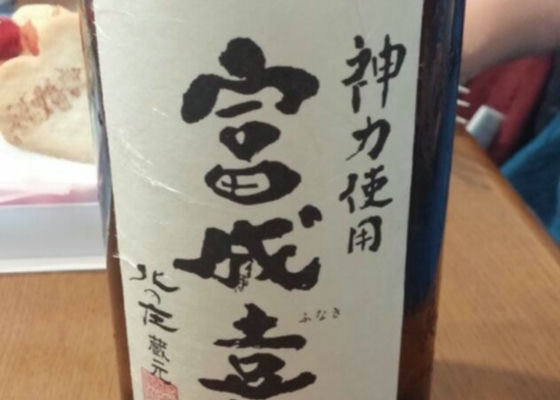 神力使用
富成喜
ふなき
北の庄 蔵元